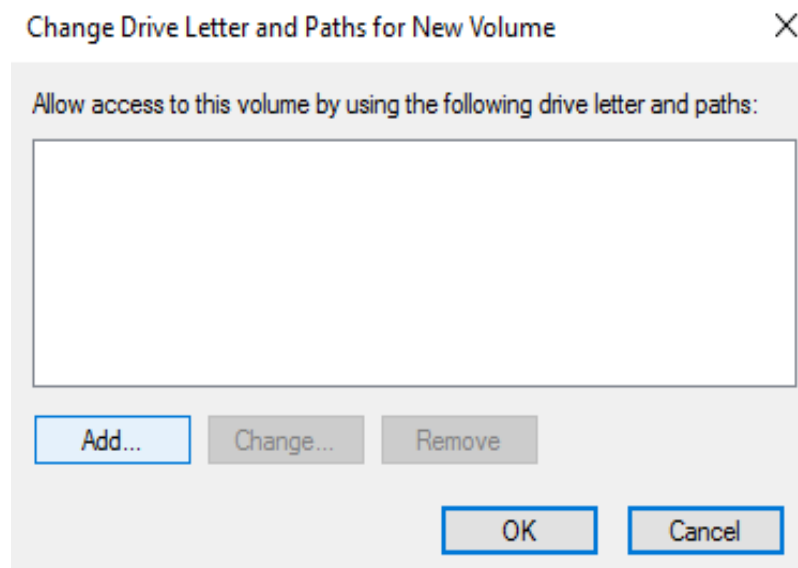 Change Drive Letter and Paths for New Volume
Allow access to this volume by using the following drive letter and paths:
Add... Change... Remove
OK Cancel